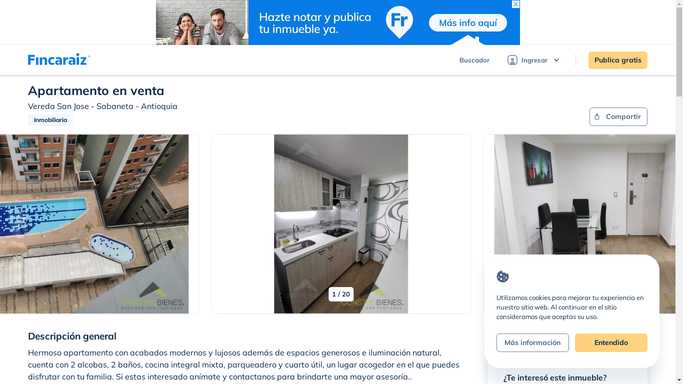 Hazte notar y publica
tu inmueble ya.
Fr
Más info aquí
Fincaraiz
Buscador
Ingresar
Publica gratis
Apartamento en venta
Vereda San Jose - Sabaneta - Antioquia
Inmobiliaria
Compartir
BIENES.
1 / 20
Utilizamos cookies para mejorar tu experiencia en
nuestro sitio web. Al continuar en el sitio
consideramos que aceptas su uso.
Más información
Entendido
Descripción general
Hermoso apartamento con acabados modernos y lujosos además de espacios generosos e iluminación natural,
cuenta con 2 alcobas, 2 baños, cocina integral mixta, parqueadero y cuarto útil, un lugar acogedor en el que puedes
disfrutar con tu familia. Si estas interesado anímate y contactanos para brindarte una mayor asesoría..
¿Te interesó este inmueble?